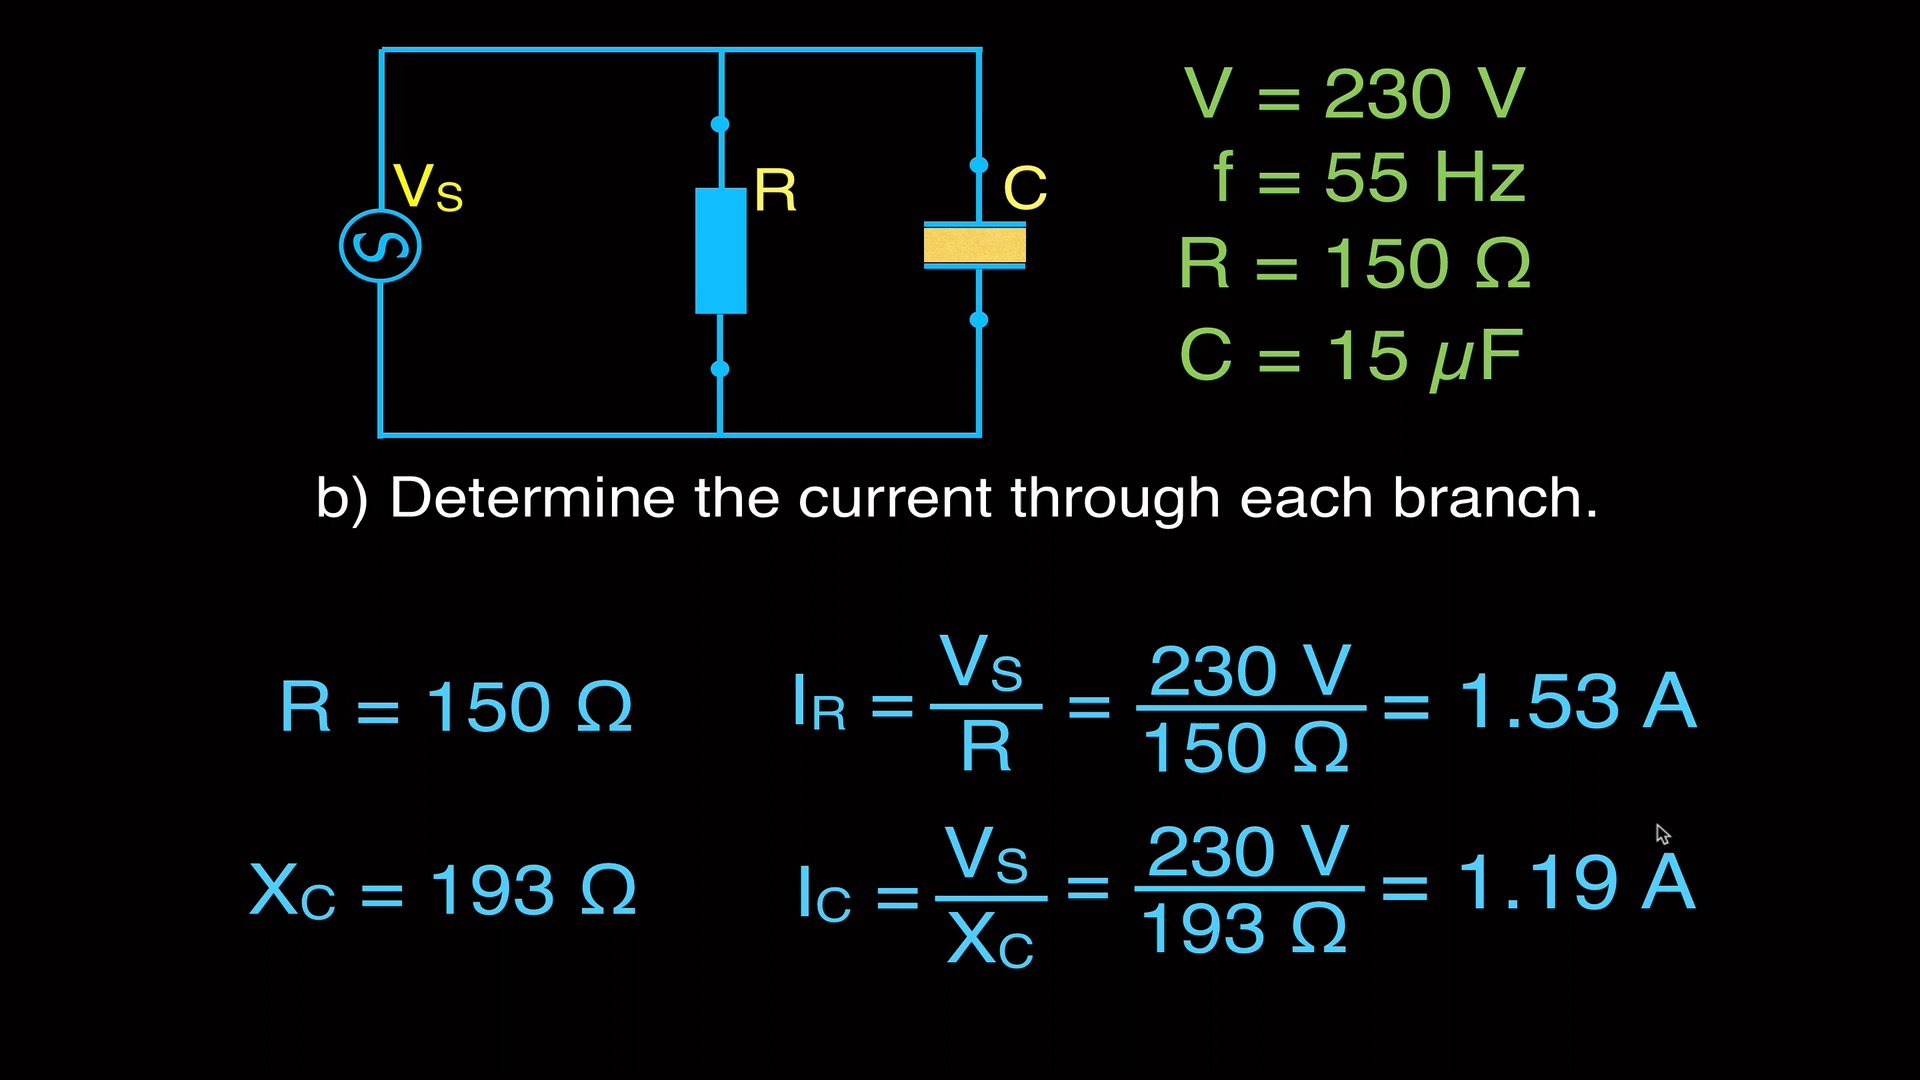 V = 230 V
f = 55 Hz
VS
R
C
R = 150 Ω
C = 15 µF
b) Determine the current through each branch.
R = 150 Ω
IR = VS / R = 230 V / 150 Ω = 1.53 A
XC = 193 Ω
IC = VS / XC = 230 V / 193 Ω = 1.19 A